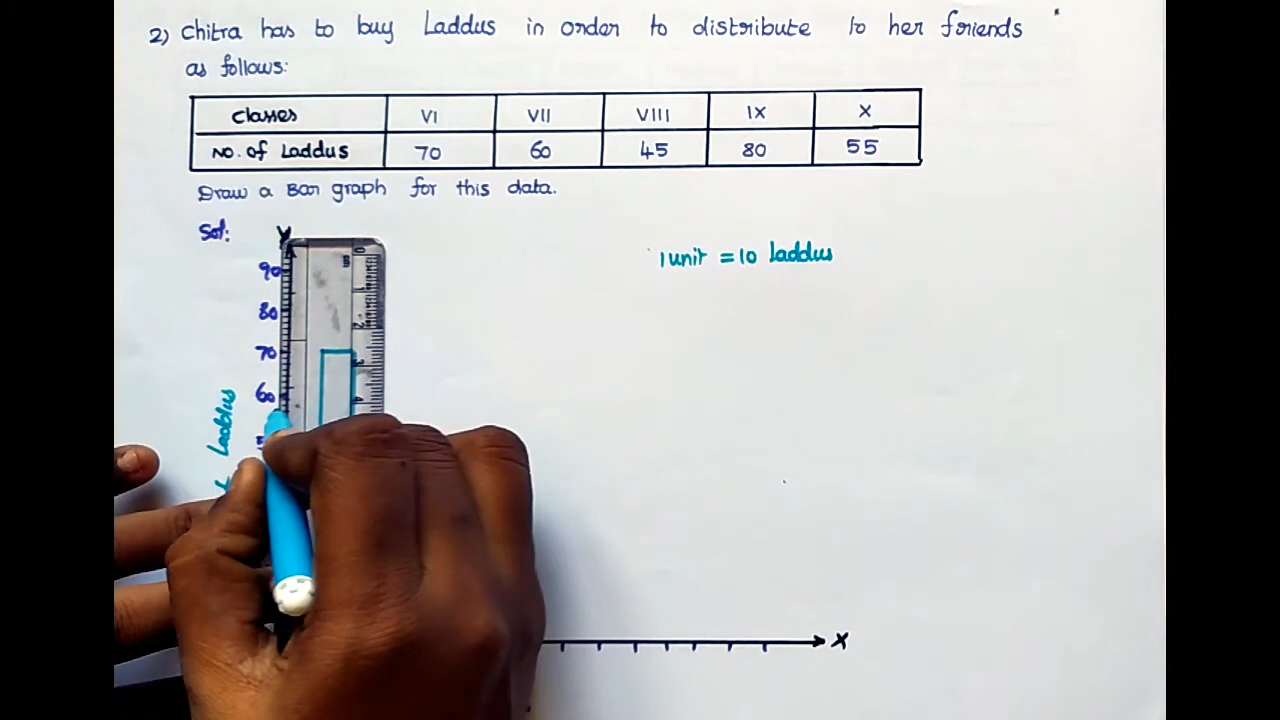 2) Chitra has to buy Laddus in order to distribute to her friends
as follows:
Classes VI VII VIII IX X
No. of Laddus 70 60 45 80 55
Draw a Bar graph for this data.
Sol:
Y
1 unit = 10 laddus
90
80
70
60
Laddus
X